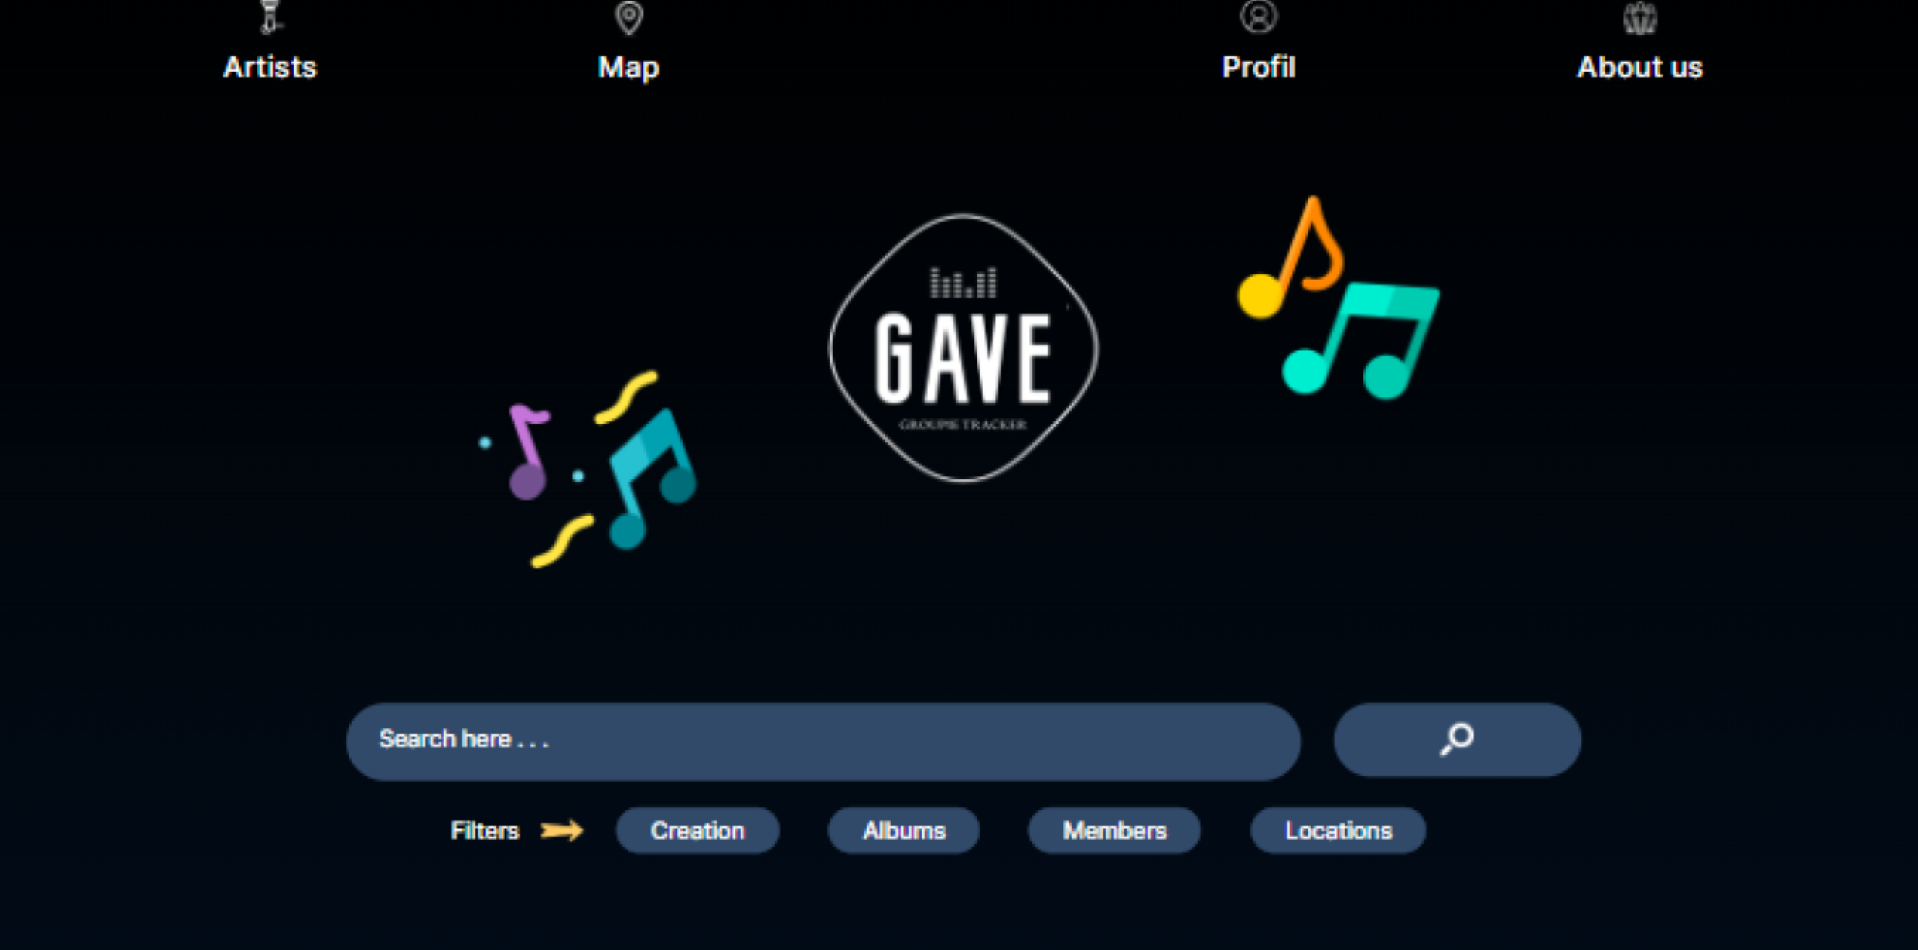 Artists
Map
Profil
About us
GAVE
GROUPIE TRACKER
Search here . . .
Filters
Creation
Albums
Members
Locations